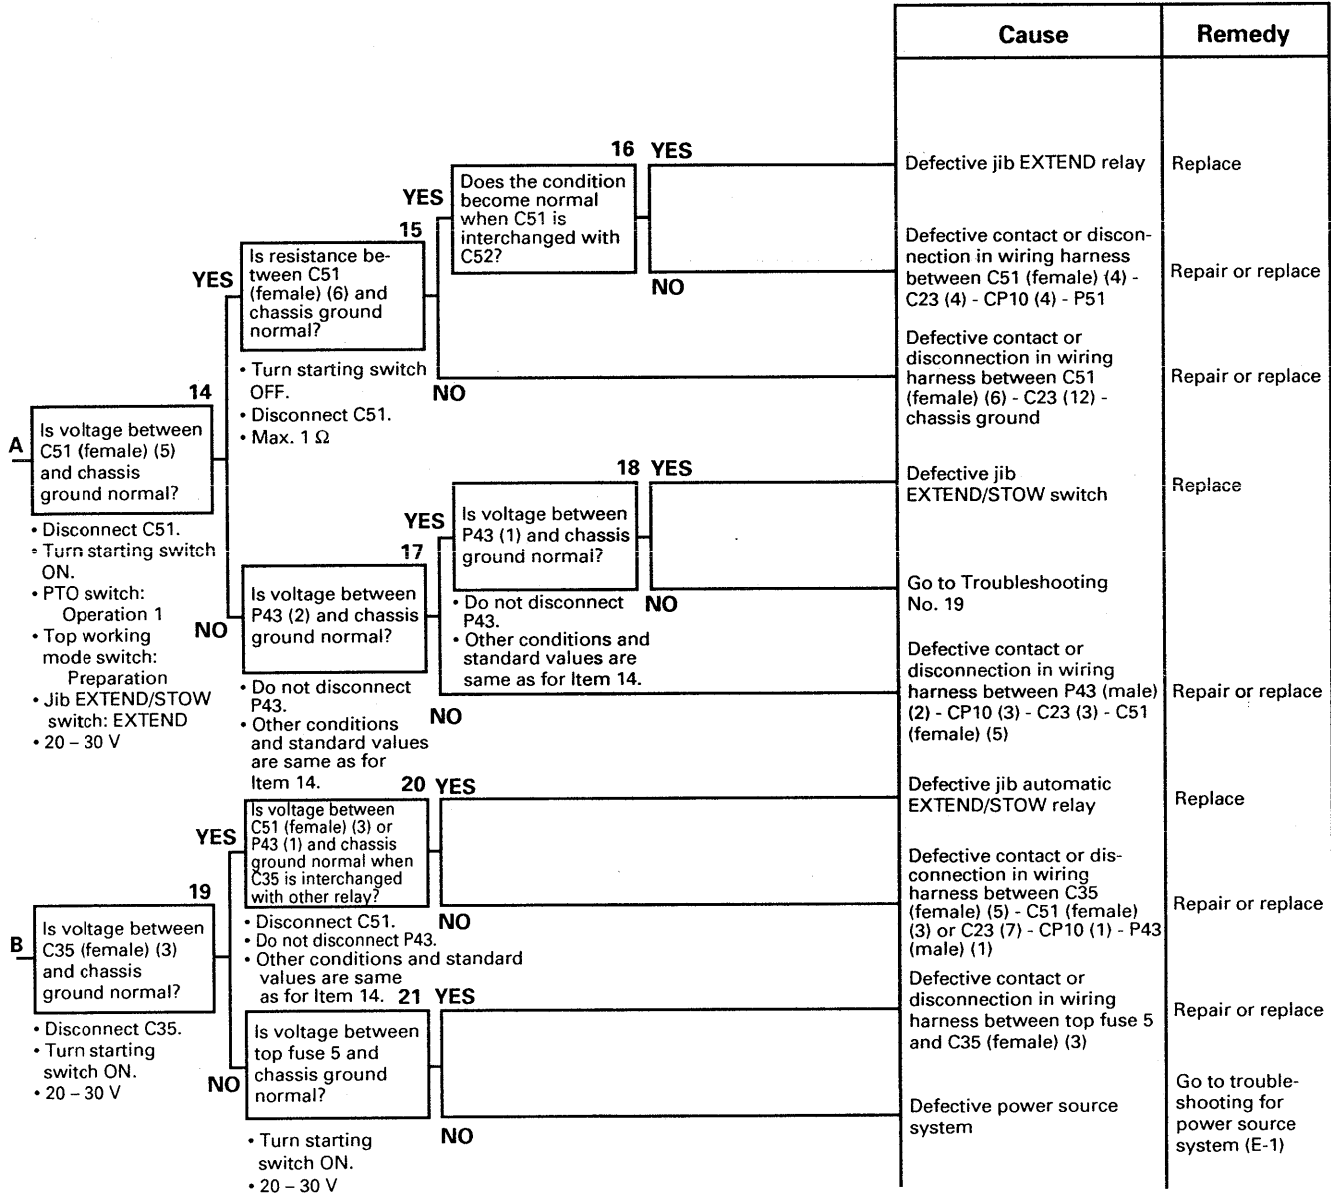 Cause
Remedy
16 YES
Does the condition
become normal
when C51 is
interchanged with
C52?
NO
Defective jib EXTEND relay
Replace
Defective contact or discon-
nection in wiring harness
between C51 (female) (4) -
C23 (4) - CP10 (4) - P51
Repair or replace
YES
15
Is resistance be-
tween C51
(female) (6) and
chassis ground
normal?
• Turn starting switch
OFF.
• Disconnect C51.
• Max. 1 Ω
NO
Defective contact or
disconnection in wiring
harness between C51
(female) (6) - C23 (12) -
chassis ground
Repair or replace
YES
14
A
Is voltage between
C51 (female) (5)
and chassis
ground normal?
• Disconnect C51.
• Turn starting switch
ON.
• PTO switch:
Operation 1
• Top working
mode switch:
Preparation
• Jib EXTEND/STOW
switch: EXTEND
• 20 – 30 V
NO
18 YES
YES
Is voltage between
P43 (1) and chassis
ground normal?
NO
• Do not disconnect
P43.
• Other conditions and
standard values are
same as for Item 14.
Defective jib
EXTEND/STOW switch
Replace
Go to Troubleshooting
No. 19
17
Is voltage between
P43 (2) and chassis
ground normal?
• Do not disconnect
P43.
• Other conditions
and standard values
are same as for
Item 14.
NO
Defective contact or
disconnection in wiring
harness between P43 (male)
(2) - CP10 (3) - C23 (3) - C51
(female) (5)
Repair or replace
20 YES
YES
Is voltage between
C51 (female) (3) or
P43 (1) and chassis
ground normal when
C35 is interchanged
with other relay?
NO
• Disconnect C51.
• Do not disconnect P43.
• Other conditions and standard
values are same
as for Item 14.
Defective jib automatic
EXTEND/STOW relay
Replace
Defective contact or dis-
connection in wiring
harness between C35
(female) (5) - C51 (female)
(3) or C23 (7) - CP10 (1) - P43
(male) (1)
Repair or replace
19
B
Is voltage between
C35 (female) (3)
and chassis
ground normal?
• Disconnect C35.
• Turn starting
switch ON.
• 20 – 30 V
NO
21 YES
Is voltage between
top fuse 5 and
chassis ground
normal?
NO
• Turn starting
switch ON.
• 20 – 30 V
Defective contact or
disconnection in wiring
harness between top fuse 5
and C35 (female) (3)
Repair or replace
Defective power source
system
Go to trouble-
shooting for
power source
system (E-1)